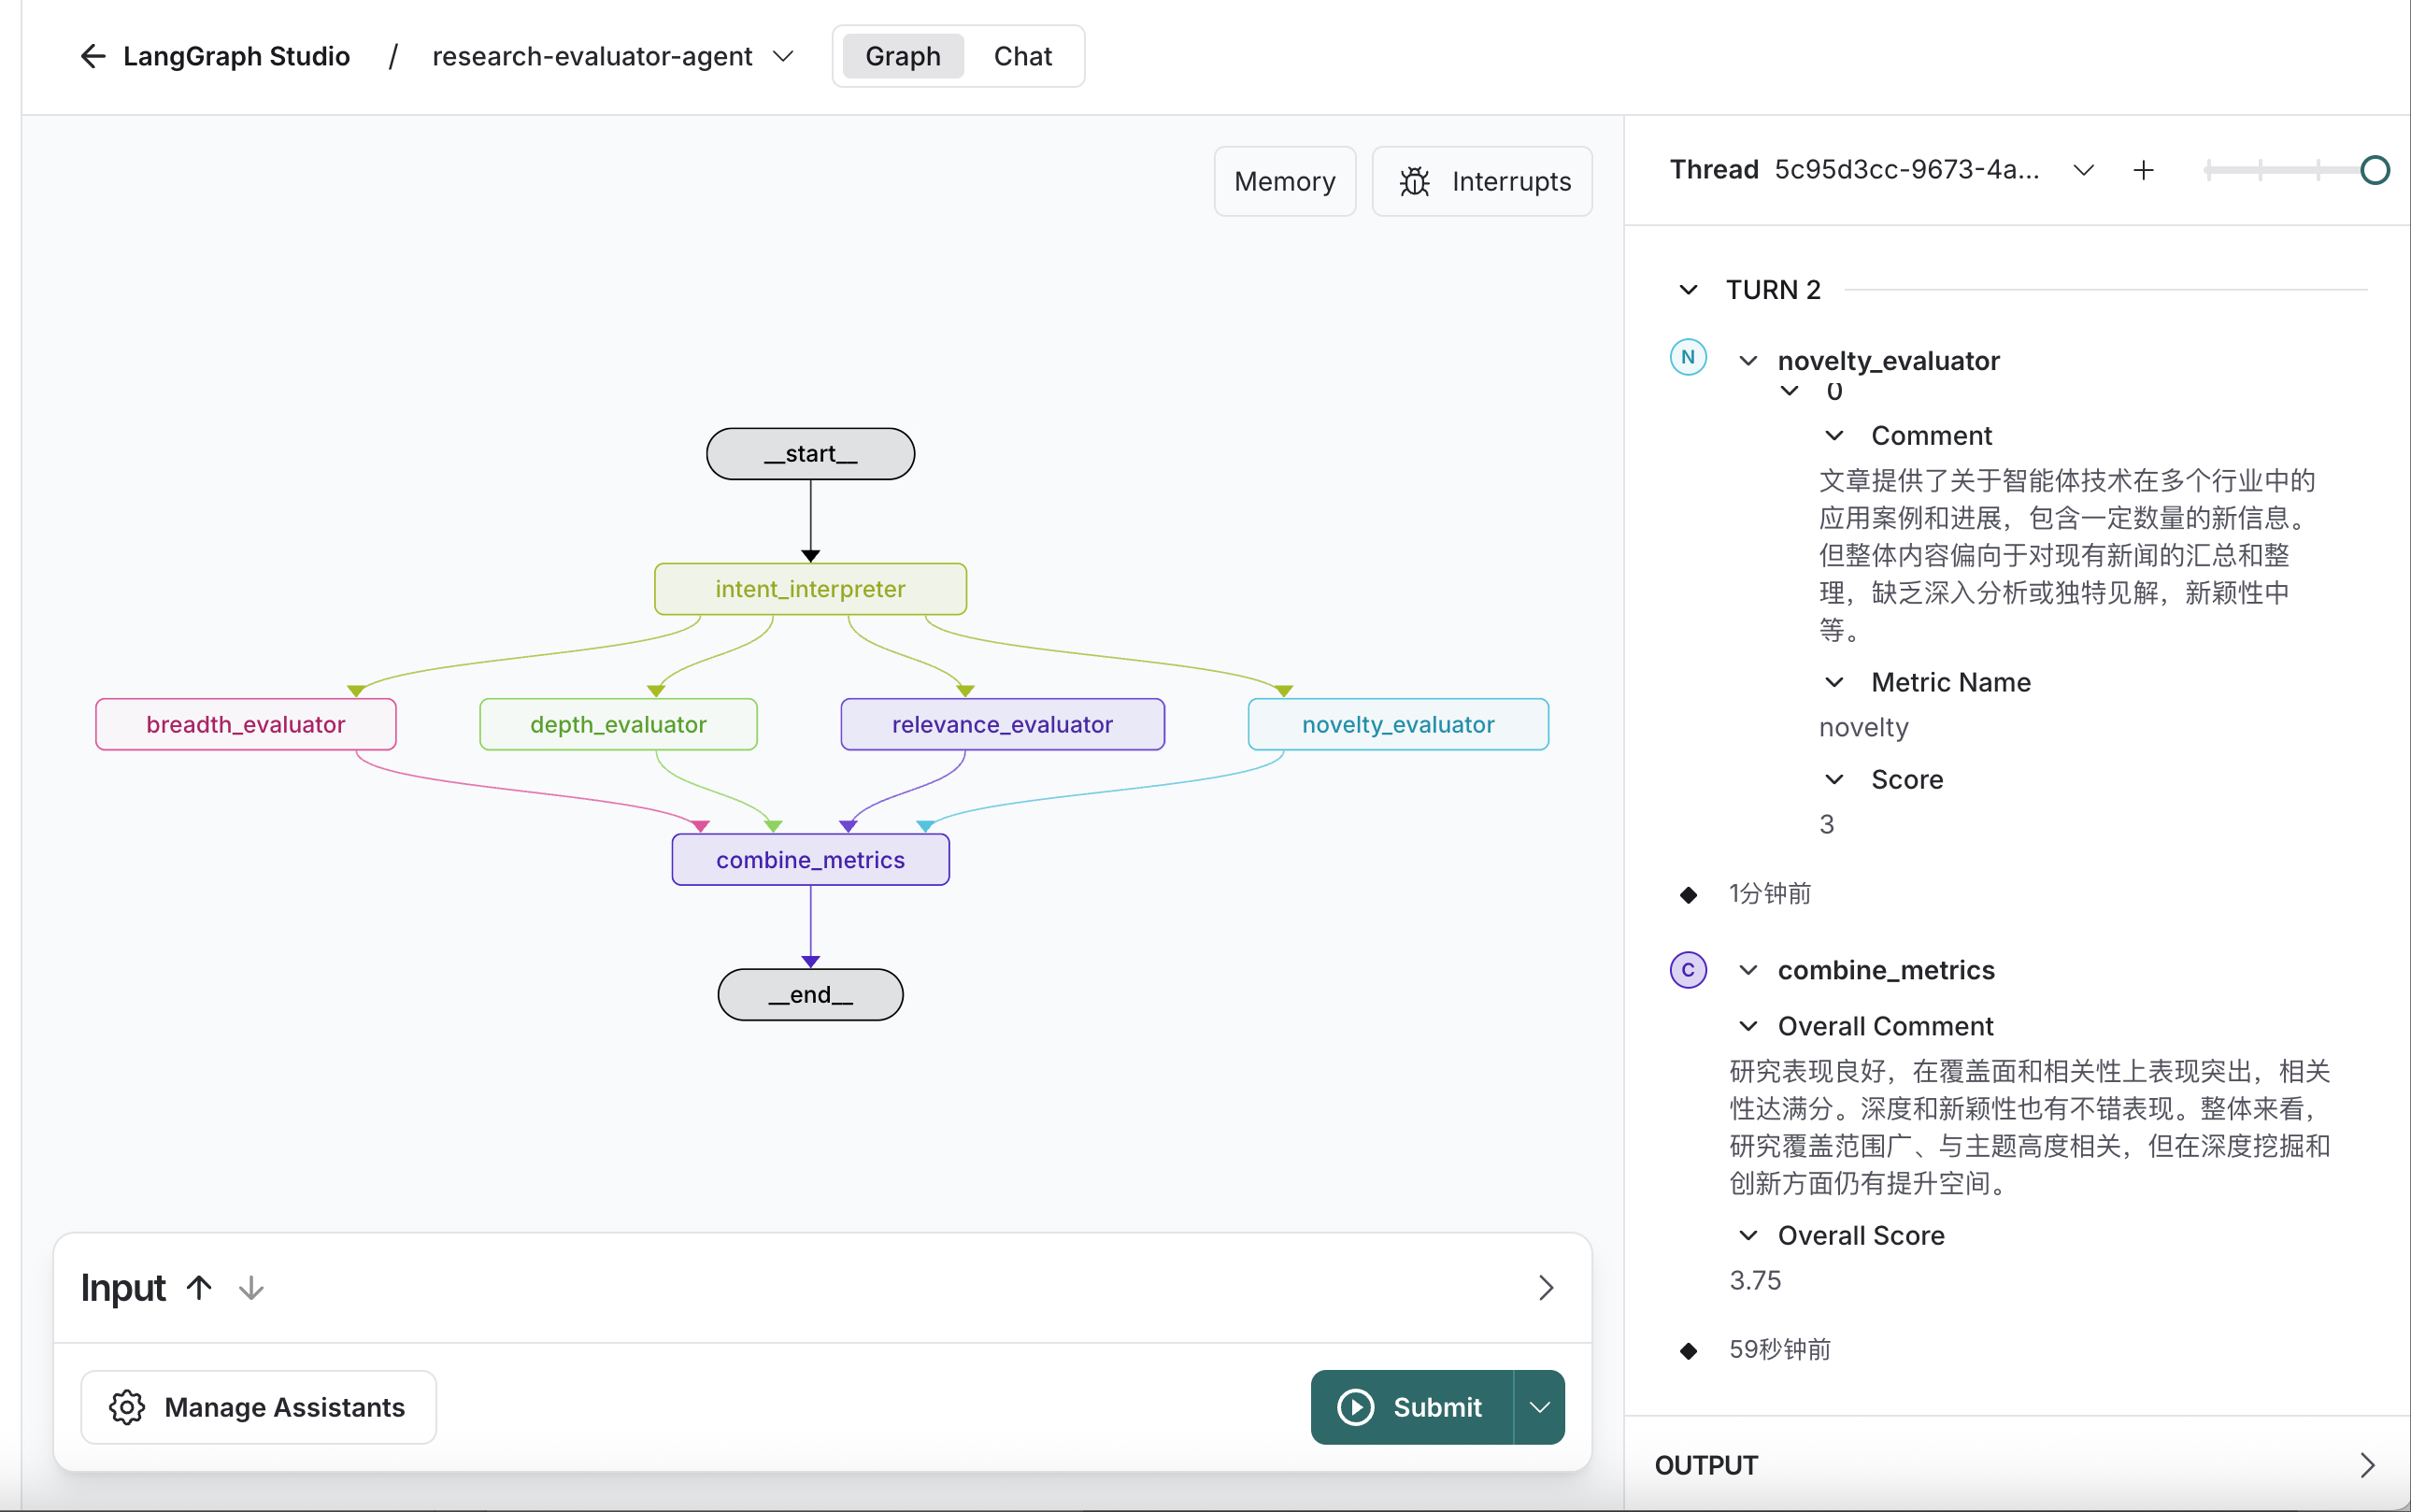 LangGraph Studio / research-evaluator-agent
Graph Chat
Memory Interrupts
__start__
intent_interpreter
breadth_evaluator depth_evaluator relevance_evaluator novelty_evaluator
combine_metrics
__end__
Input
Manage Assistants
Submit
Thread 5c95d3cc-9673-4a...
TURN 2
N novelty_evaluator
0
Comment
文章提供了关于智能体技术在多个行业中的
应用案例和进展，包含一定数量的新信息。
但整体内容偏向于对现有新闻的汇总和整
理，缺乏深入分析或独特见解，新颖性中
等。
Metric Name
novelty
Score
3
1分钟前
C combine_metrics
Overall Comment
研究表现良好，在覆盖面和相关性上表现突出，相关
性达满分。深度和新颖性也有不错表现。整体来看，
研究覆盖范围广、与主题高度相关，但在深度挖掘和
创新方面仍有提升空间。
Overall Score
3.75
59秒钟前
OUTPUT